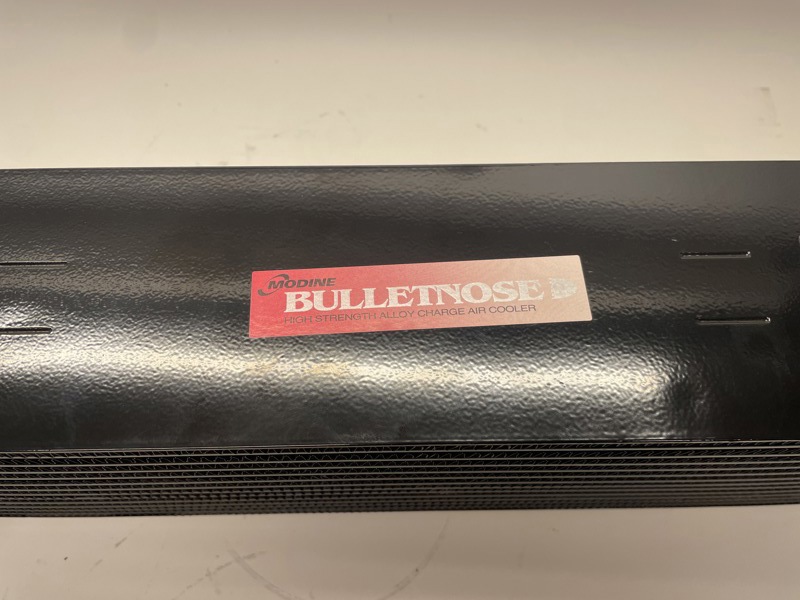 MODINE
BULLETNOSE
HIGH STRENGTH ALLOY CHARGE AIR COOLER